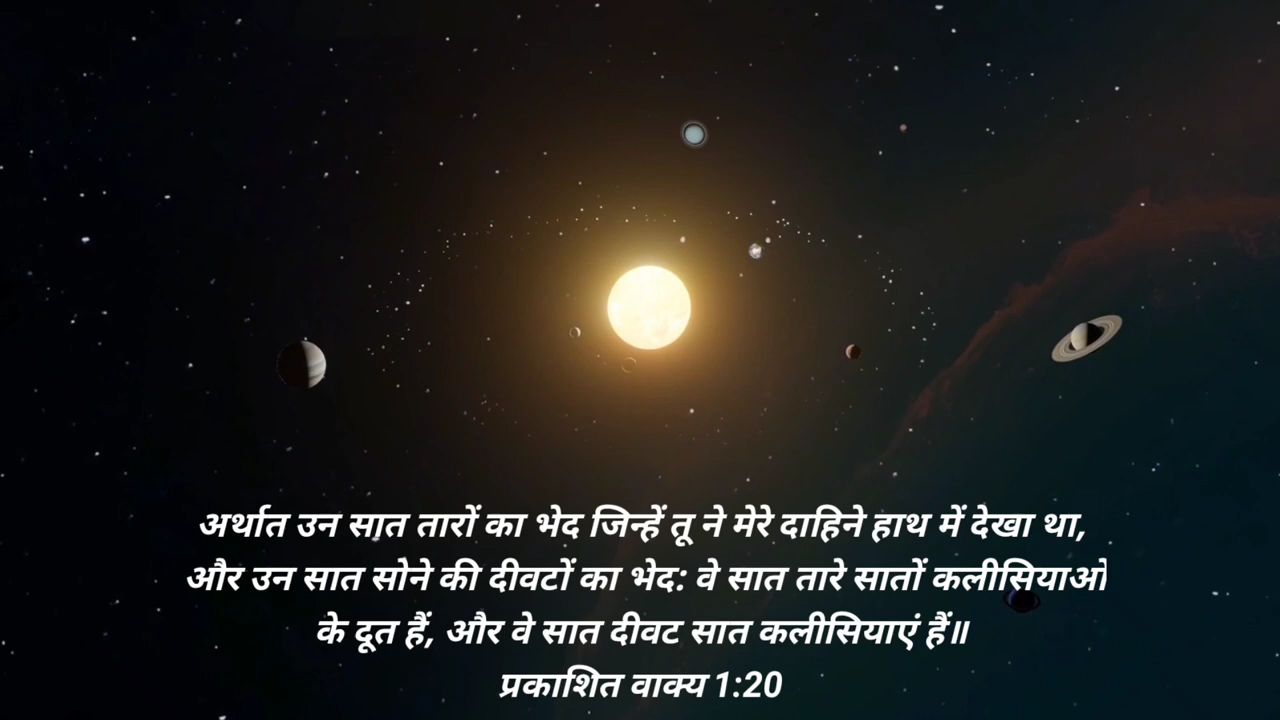 अर्थात उन सात तारों का भेद जिन्हें तू ने मेरे दाहिने हाथ में देखा था,
और उन सात सोने की दीवटों का भेद: वे सात तारे सातों कलीसियाओं
के दूत हैं, और वे सात दीवट सात कलीसियाएं हैं॥
प्रकाशित वाक्य 1:20